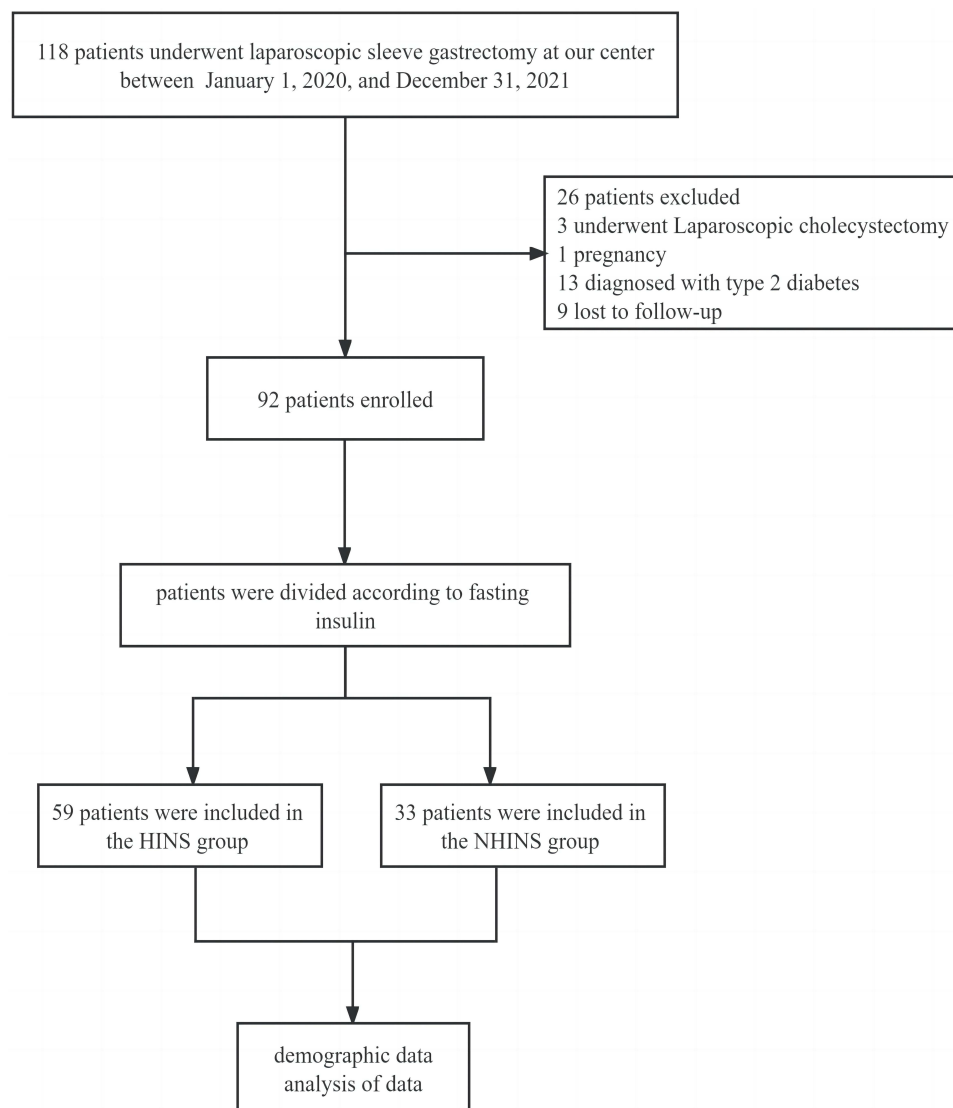 118 patients underwent laparoscopic sleeve gastrectomy at our center
between  January 1, 2020, and December 31, 2021
26 patients excluded
3 underwent Laparoscopic cholecystectomy
1 pregnancy
13 diagnosed with type 2 diabetes
9 lost to follow-up
92 patients enrolled
patients were divided according to fasting
insulin
59 patients were included in
the HINS group
33 patients were included in
the NHINS group
demographic data
analysis of data